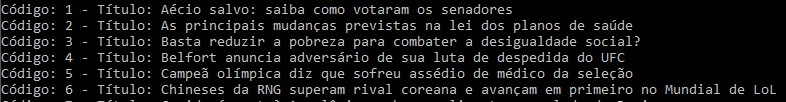 Código: 1 - Título: Aécio salvo: saiba como votaram os senadores
Código: 2 - Título: As principais mudanças previstas na lei dos planos de saúde
Código: 3 - Título: Basta reduzir a pobreza para combater a desigualdade social?
Código: 4 - Título: Belfort anuncia adversário de sua luta de despedida do UFC
Código: 5 - Título: Campeã olímpica diz que sofreu assédio de médico da seleção
Código: 6 - Título: Chineses da RNG superam rival coreana e avançam em primeiro no Mundial de LoL